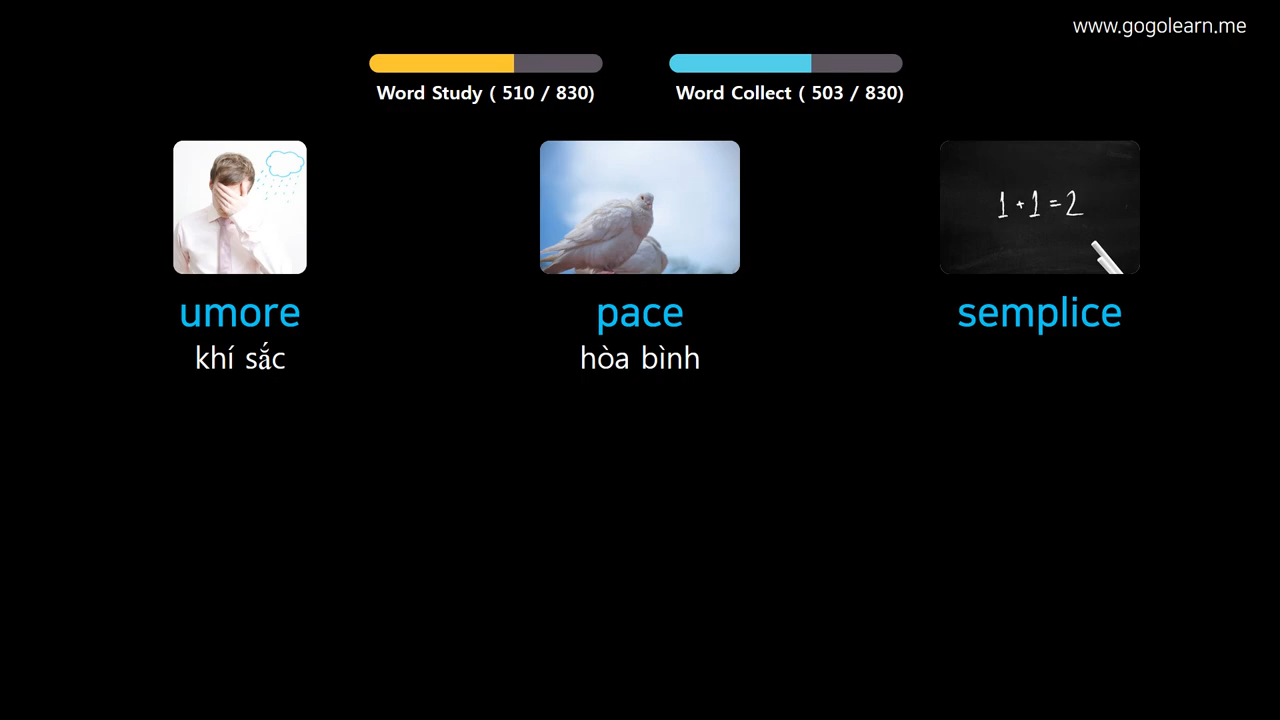 www.gogolearn.me
Word Study ( 510 / 830)
Word Collect ( 503 / 830)
1 + 1 = 2
umore
pace
semplice
khí sắc
hòa bình